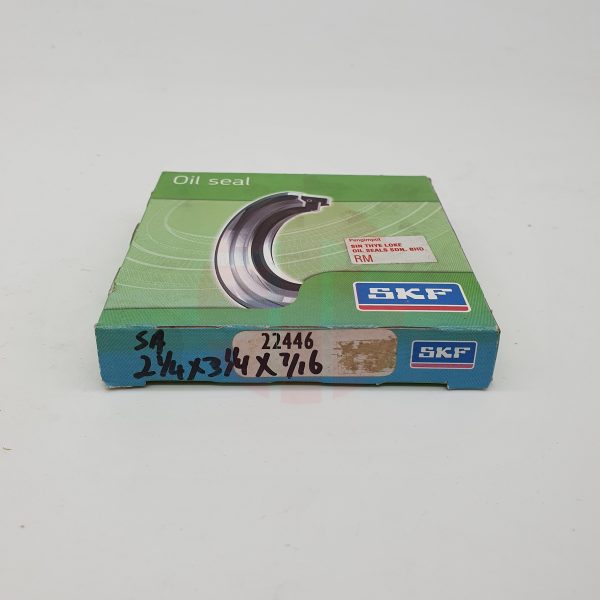 Oil seal
Pengimpot
SIN THYE LOKE
OIL SEALS SDN. BHD.
RM
SKF
SA
22446
2 1/4 X 3 1/4 X 7/16
SKF